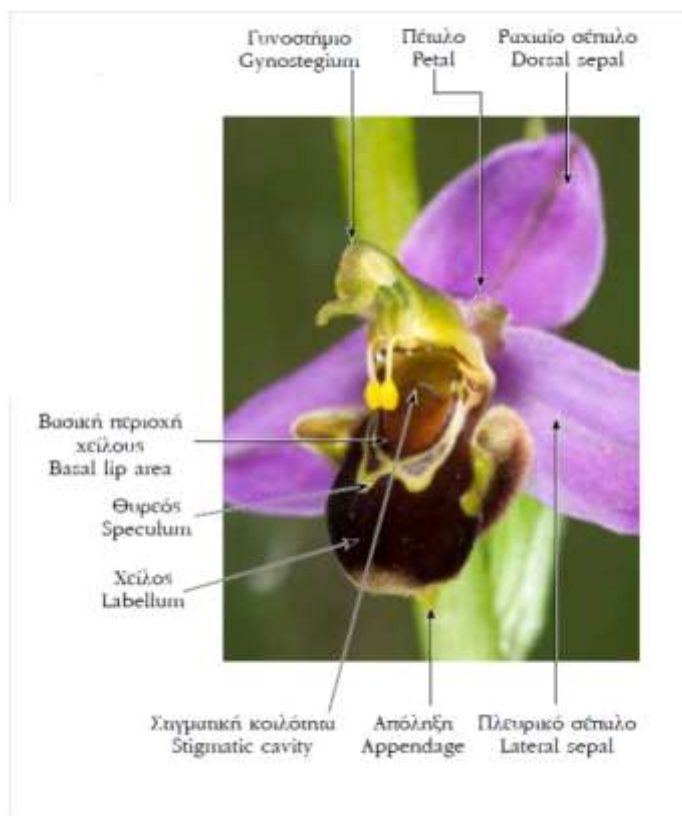 Γυνοστήμιο
Gynostegium
Πέταλο
Petal
Ραχιαίο σέπαλο
Dorsal sepal
Βασική περιοχή
χείλους
Basal lip area
Θυρεός
Speculum
Χείλος
Labellum
Στιγματική κοιλότητα
Stigmatic cavity
Απόληξη
Appendage
Πλευρικό σέπαλο
Lateral sepal